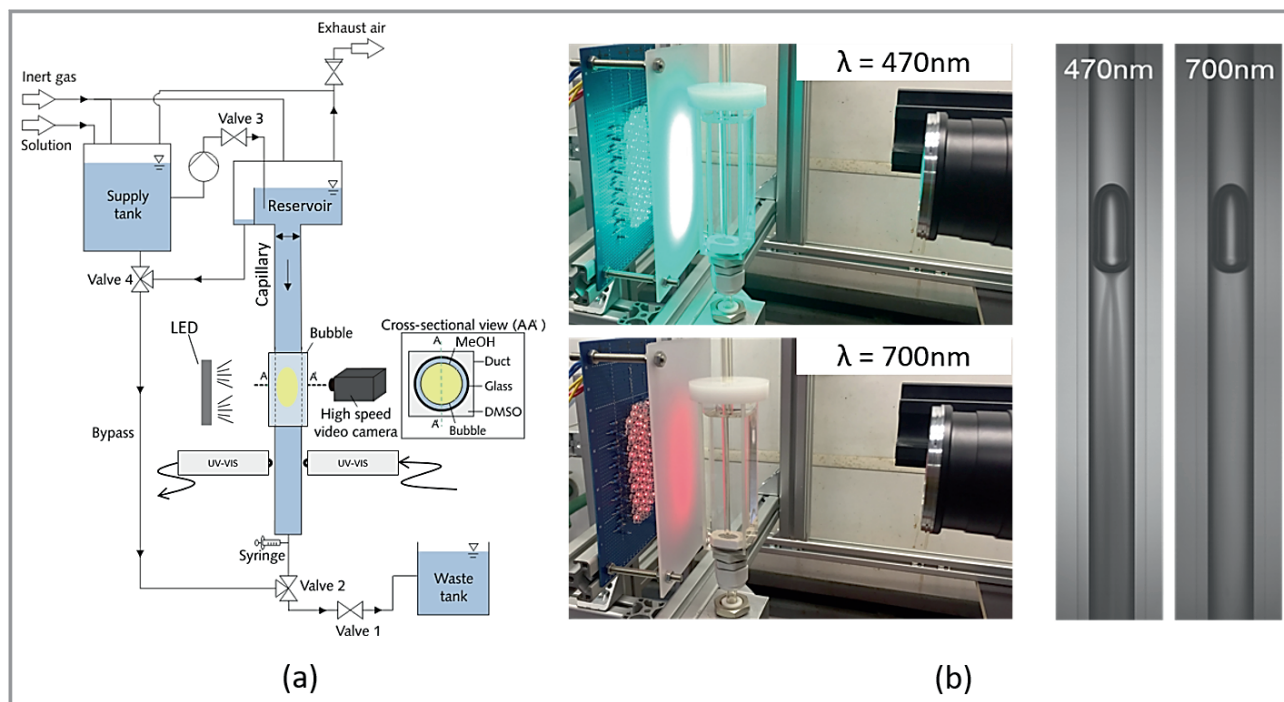 Exhaust air
Inert gas
Solution
Valve 3
Supply
tank
Reservoir
Valve 4
Capillary
LED
Bubble
Cross-sectional view (AA')
A
A'
MeOH
Duct
Glass
DMSO
Bubble
A
A'
High speed
video camera
Bypass
UV-VIS
UV-VIS
Syringe
Valve 2
Waste
tank
Valve 1
(a)
λ = 470nm
λ = 700nm
470nm
700nm
(b)